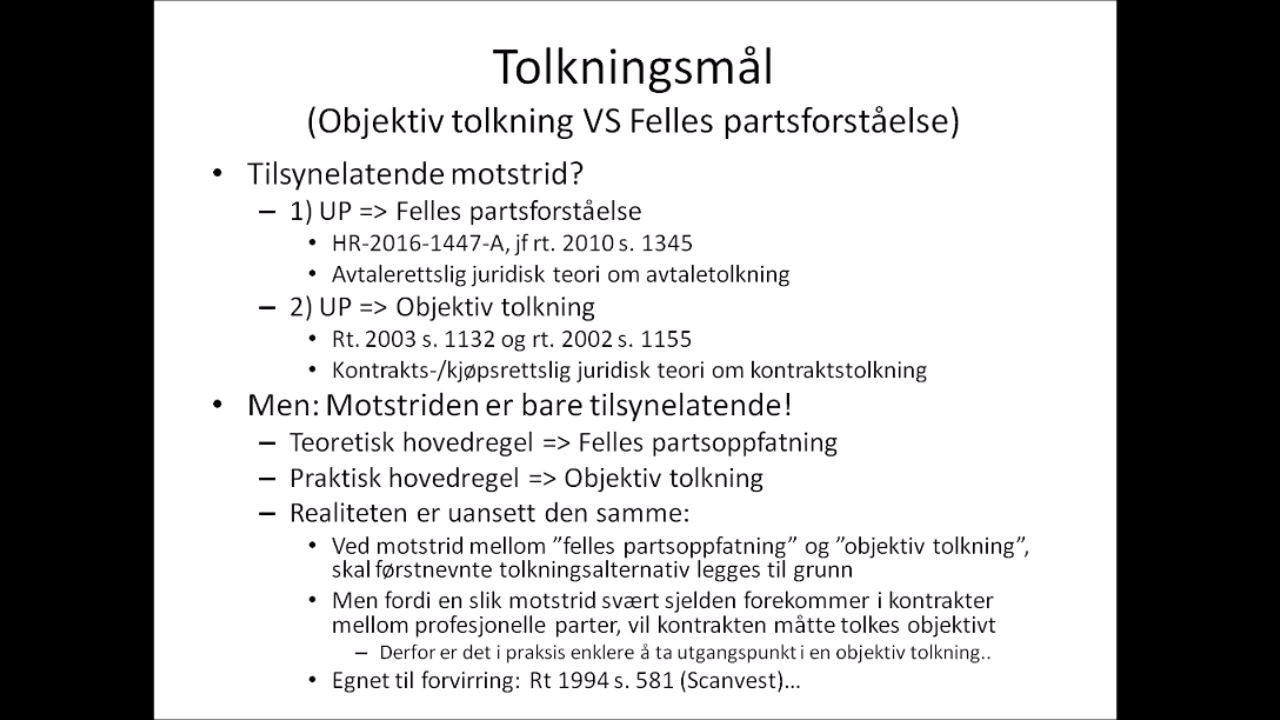 Tolkningsmål
(Objektiv tolkning VS Felles partsforståelse)
• Tilsynelatende motstrid?
– 1) UP => Felles partsforståelse
• HR-2016-1447-A, jf rt. 2010 s. 1345
• Avtalerettslig juridisk teori om avtaletolkning
– 2) UP => Objektiv tolkning
• Rt. 2003 s. 1132 og rt. 2002 s. 1155
• Kontrakts-/kjøpsrettslig juridisk teori om kontraktstolkning
• Men: Motstriden er bare tilsynelatende!
– Teoretisk hovedregel => Felles partsoppfatning
– Praktisk hovedregel => Objektiv tolkning
– Realiteten er uansett den samme:
• Ved motstrid mellom ”felles partsoppfatning” og ”objektiv tolkning”,
skal førstnevnte tolkningsalternativ legges til grunn
• Men fordi en slik motstrid svært sjelden forekommer i kontrakter
mellom profesjonelle parter, vil kontrakten måtte tolkes objektivt
– Derfor er det i praksis enklere å ta utgangspunkt i en objektiv tolkning..
• Egnet til forvirring: Rt 1994 s. 581 (Scanvest)…